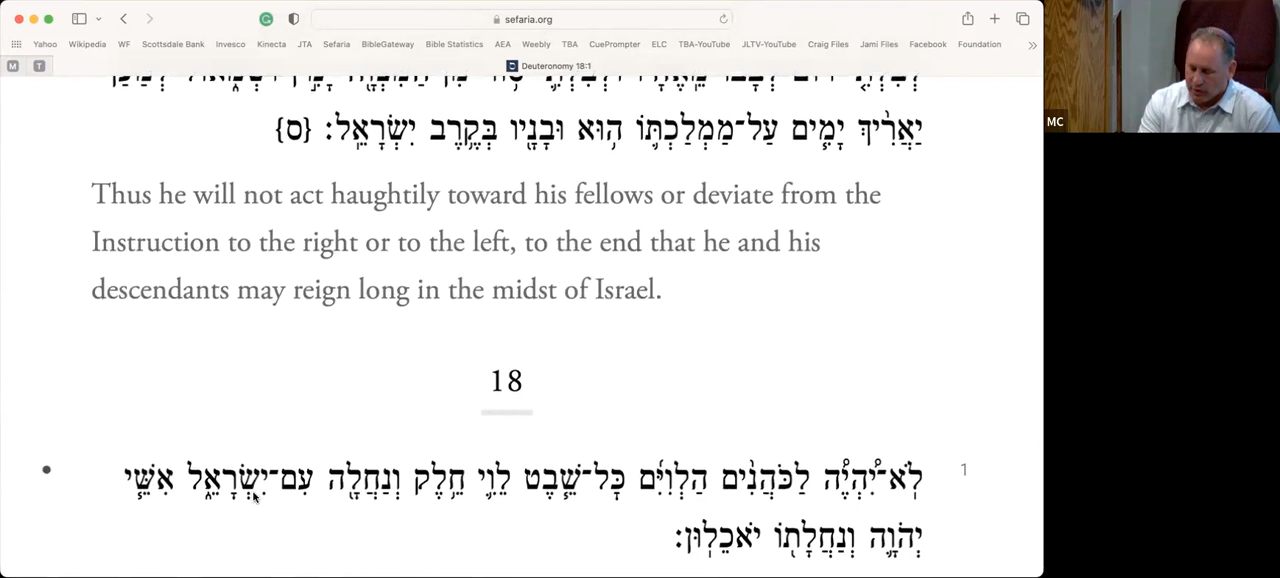 sefaria.org
Yahoo Wikipedia WF Scottsdale Bank Invesco Kinecta JTA Sefaria BibleGateway Bible Statistics AEA Weebly TBA CuePrompter ELC TBA-YouTube JLTV-YouTube Craig Files Jami Files Facebook Foundation
M T Deuteronomy 18:1
יַאֲרִ֨יךְ יָמִ֧ים עַל־מַמְלַכְתּ֛וֹ ה֥וּא וּבָנָ֖יו בְּקֶ֥רֶב יִשְׂרָאֵֽל׃ {ס}
Thus he will not act haughtily toward his fellows or deviate from the
Instruction to the right or to the left, to the end that he and his
descendants may reign long in the midst of Israel.
18
1
לֹֽא־יִ֠הְיֶ֠ה לַכֹּהֲנִ֨ים הַלְוִיִּ֜ם כׇּל־שֵׁ֧בֶט לֵוִ֛י חֵ֥לֶק וְנַחֲלָ֖ה עִם־יִשְׂרָאֵ֑ל אִשֵּׁ֧י
יְהֹוָ֛ה וְנַחֲלָת֖וֹ יֹאכֵלֽוּן׃
MC